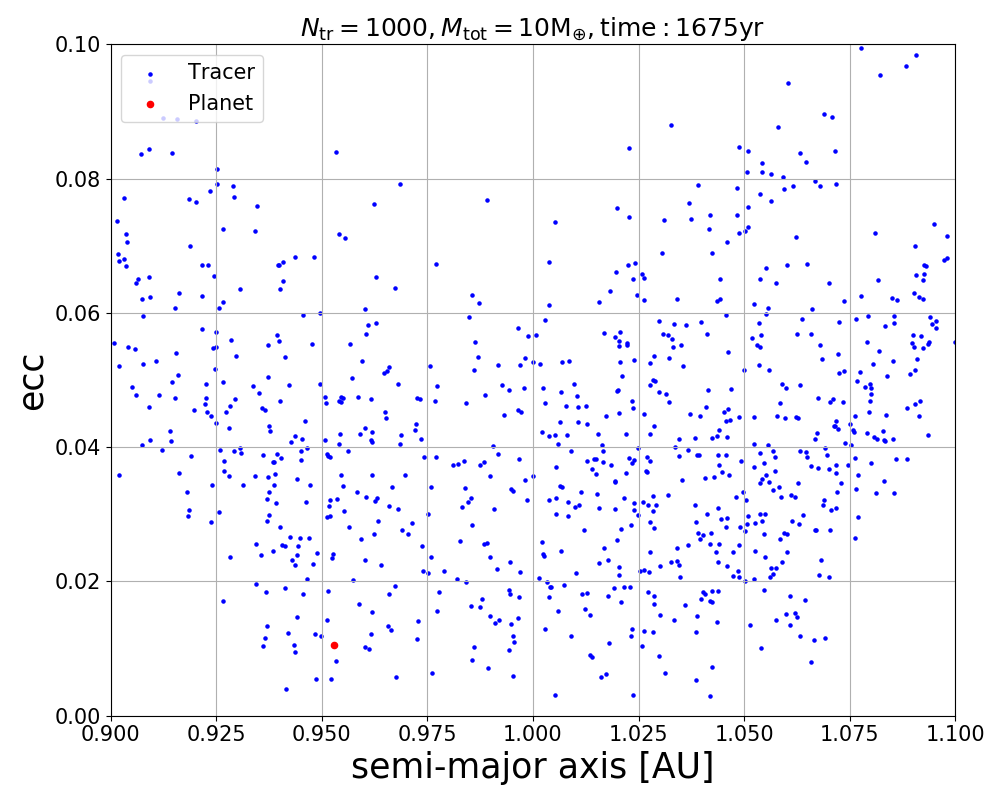 N_tr = 1000, M_tot = 10M_⊕, time : 1675yr
Tracer
Planet
0.10
0.08
0.06
0.04
0.02
0.00
ecc
0.900 0.925 0.950 0.975 1.000 1.025 1.050 1.075 1.100
semi-major axis [AU]